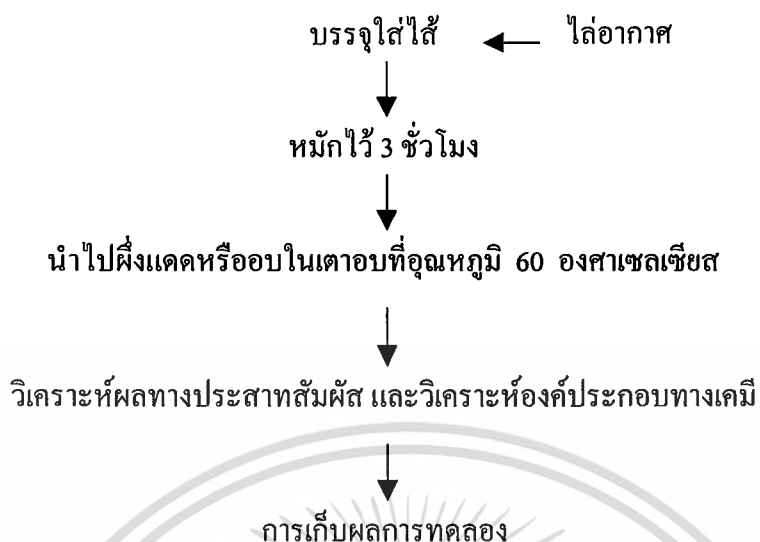 บรรจุใส่ไส้ ไล่อากาศ
หมักไว้ 3 ชั่วโมง
นำไปผึ่งแดดหรืออบในเตาอบที่อุณหภูมิ 60 องศาเซลเซียส
วิเคราะห์ผลทางประสาทสัมผัส และวิเคราะห์องค์ประกอบทางเคมี
การเก็บผลการทดลอง